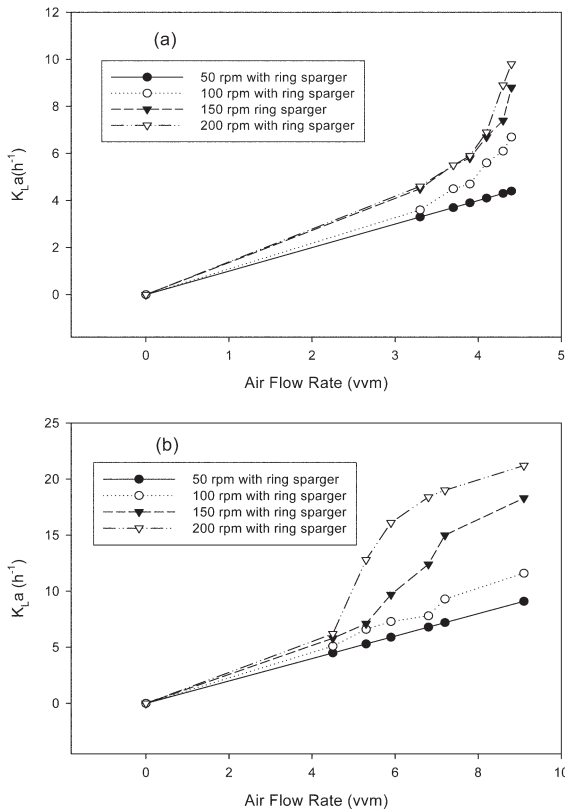 12
(a)
10
50 rpm with ring sparger
100 rpm with ring sparger
150 rpm ring sparger
200 rpm with ring sparger
8
6
4
2
0
K_La(h^-1)
0 1 2 3 4 5
Air Flow Rate (vvm)
25
(b)
20
50 rpm with ring sparger
100 rpm with ring sparger
150 rpm with ring sparger
200 rpm with ring sparger
15
10
5
0
K_La (h^-1)
0 2 4 6 8 10
Air Flow Rate (vvm)